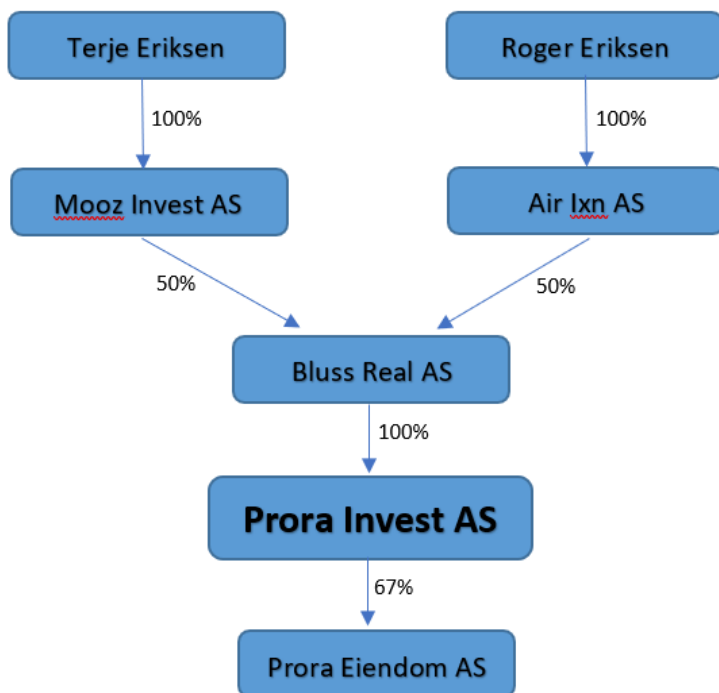 Terje Eriksen
Roger Eriksen
100%
100%
Mooz Invest AS
Air Ixn AS
50%
50%
Bluss Real AS
100%
Prora Invest AS
67%
Prora Eiendom AS